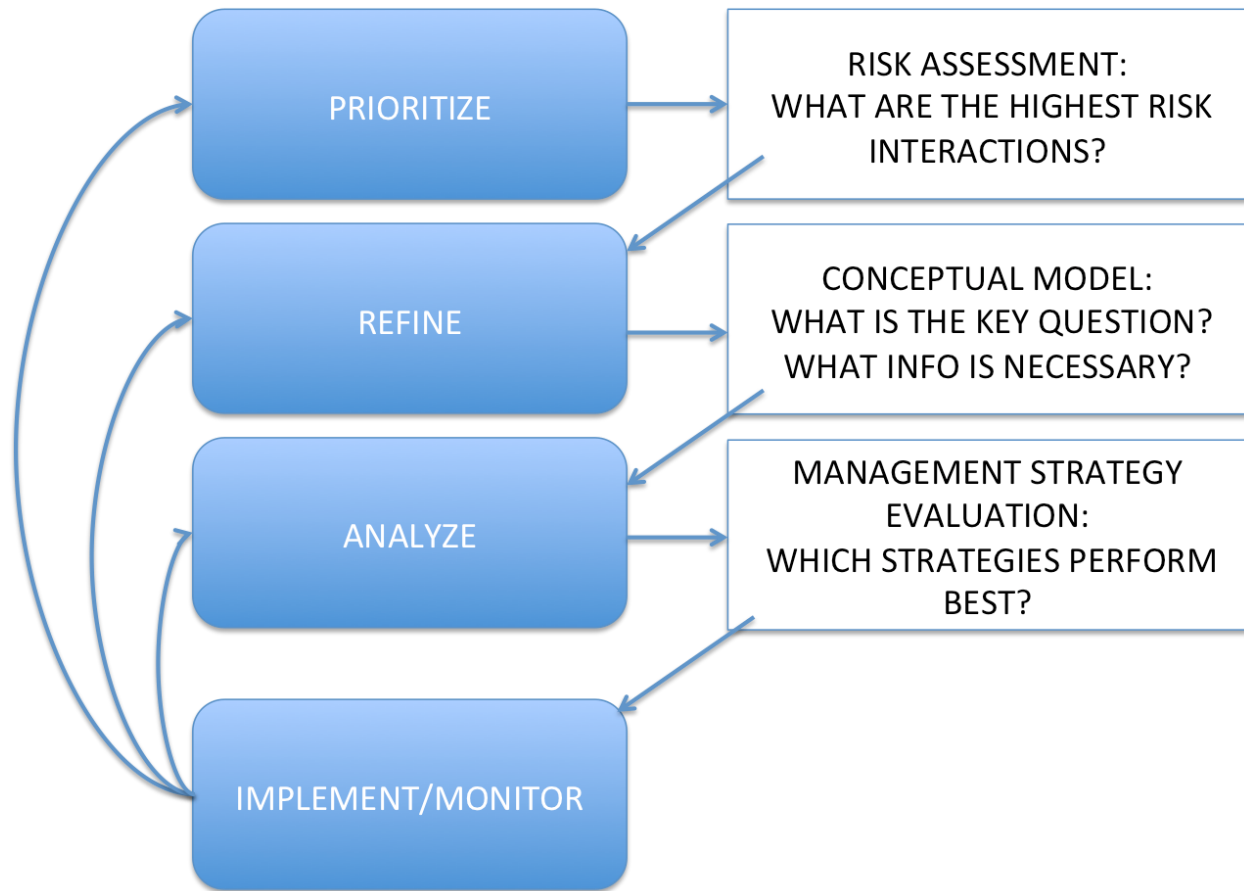 PRIORITIZE
RISK ASSESSMENT:
WHAT ARE THE HIGHEST RISK
INTERACTIONS?
REFINE
CONCEPTUAL MODEL:
WHAT IS THE KEY QUESTION?
WHAT INFO IS NECESSARY?
ANALYZE
MANAGEMENT STRATEGY
EVALUATION:
WHICH STRATEGIES PERFORM
BEST?
IMPLEMENT/MONITOR